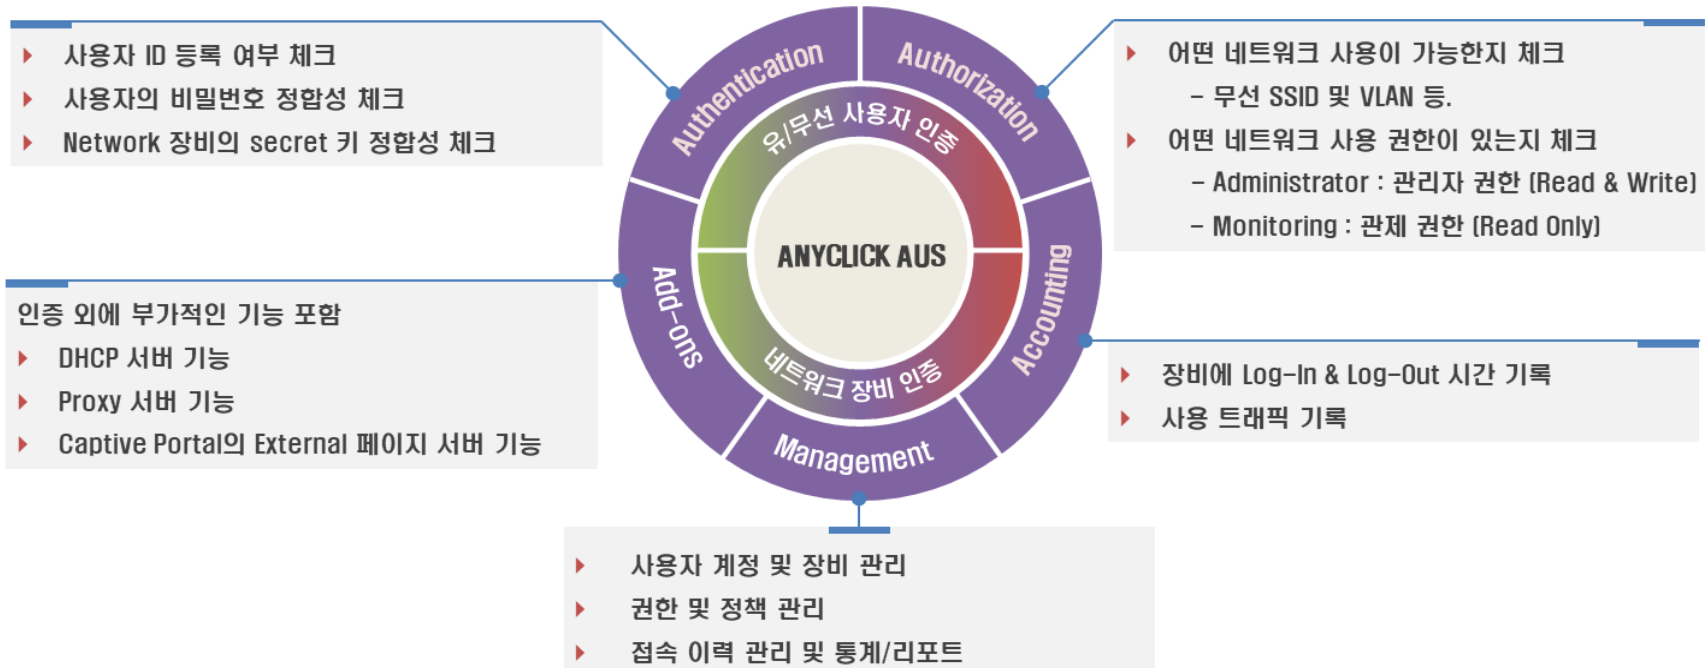 사용자 ID 등록 여부 체크
사용자의 비밀번호 정합성 체크
Network 장비의 secret 키 정합성 체크
어떤 네트워크 사용이 가능한지 체크
- 무선 SSID 및 VLAN 등.
어떤 네트워크 사용 권한이 있는지 체크
- Administrator : 관리자 권한 (Read & Write)
- Monitoring : 관제 권한 (Read Only)
Authentication
Authorization
유/무선 사용자 인증
ANYCLICK AUS
Add-ons
Accounting
네트워크 장비 인증
Management
인증 외에 부가적인 기능 포함
DHCP 서버 기능
Proxy 서버 기능
Captive Portal의 External 페이지 서버 기능
장비에 Log-In & Log-Out 시간 기록
사용 트래픽 기록
사용자 계정 및 장비 관리
권한 및 정책 관리
접속 이력 관리 및 통계/리포트